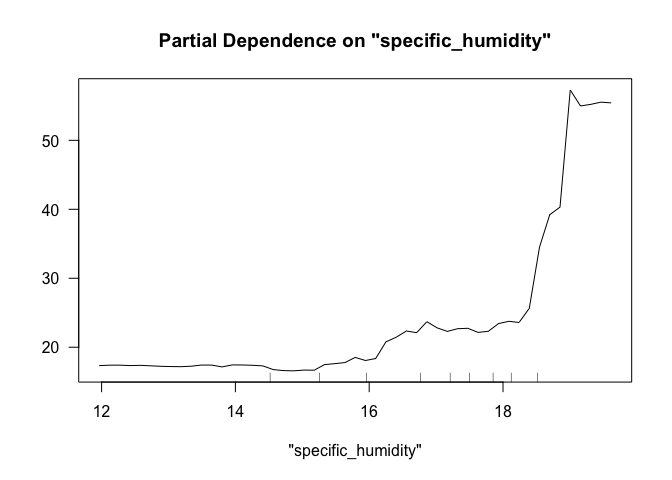 Partial Dependence on "specific_humidity"
50
40
30
20
12 14 16 18
"specific_humidity"